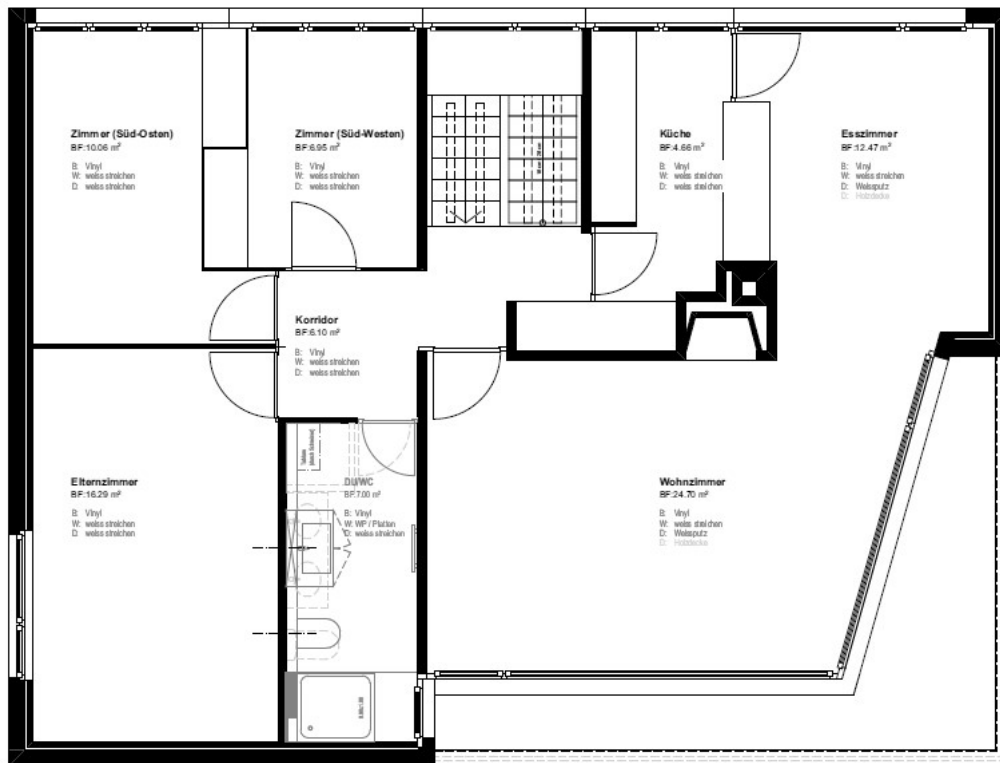 Zimmer (Süd-Osten)
BF:10.06 m²
B: Vinyl
W: weiss streichen
D: weiss streichen
Zimmer (Süd-Westen)
BF:6.95 m²
B: Vinyl
W: weiss streichen
D: weiss streichen
Küche
BF:4.66 m²
B: Vinyl
W: weiss streichen
D: weiss streichen
Esszimmer
BF:12.47 m²
B: Vinyl
W: weiss streichen
D: Weissputz
D: Holzdecke
Korridor
BF:6.10 m²
B: Vinyl
W: weiss streichen
D: weiss streichen
Elternzimmer
BF:16.29 m²
B: Vinyl
W: weiss streichen
D: weiss streichen
DU/WC
BF:7.00 m²
B: Vinyl
W: WP / Platten
D: weiss streichen
Wohnzimmer
BF:24.70 m²
B: Vinyl
W: weiss streichen
D: Weissputz
D: Holzdecke